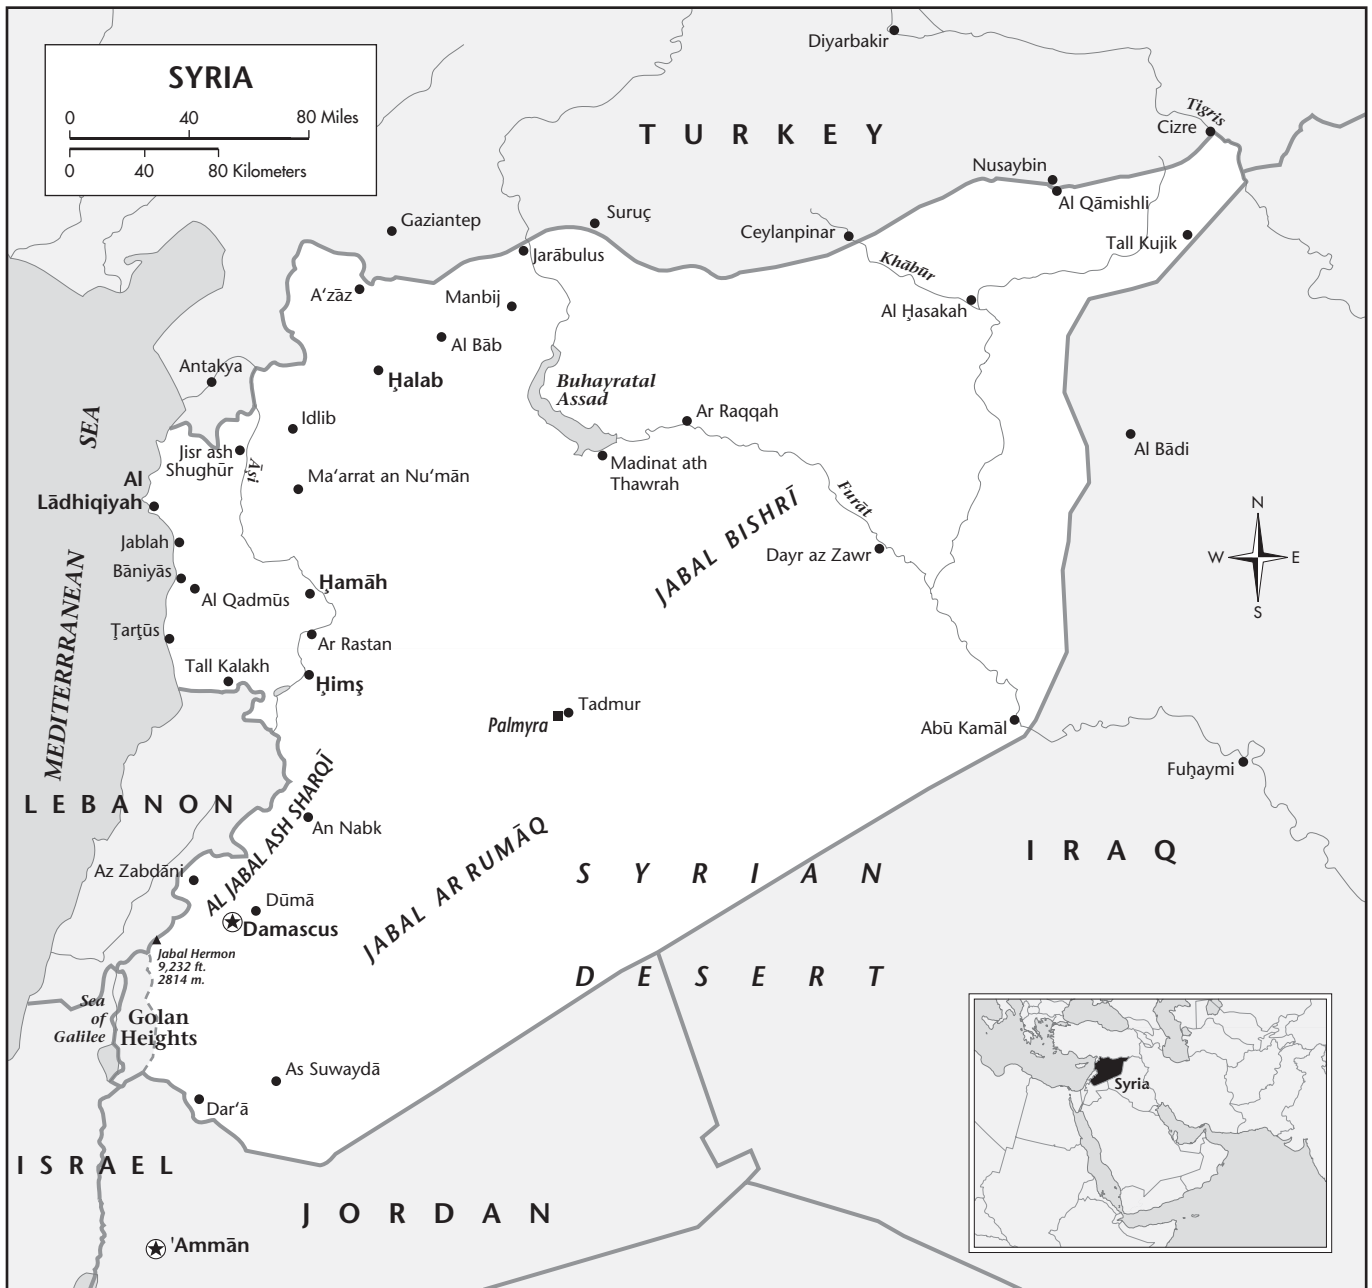 SYRIA
0 40 80 Miles
0 40 80 Kilometers
Diyarbakir
Tigris
Cizre
TURKEY
Nusaybin
Al Qāmishli
Gaziantep
Suruç
Ceylanpinar
Tall Kujik
Jarābulus
Khābūr
A‘zāz
Manbij
Al Ḩasakah
Al Bāb
Antakya
Ḩalab
Buhayratal
Assad
Idlib
Ar Raqqah
SEA
Al Bādi
Jisr ash
Shughūr
Āşi
Madinat ath
Thawrah
Ma‘arrat an Nu‘mān
Al
Lādhiqiyah
Furāt
JABAL BISHRĪ
N
W E
S
Jablah
Dayr az Zawr
Bāniyās
Al Qadmūs
Ḩamāh
MEDITERRANEAN
Ţarţūs
Ar Rastan
Tall Kalakh
Ḩimş
Tadmur
Palmyra
Abū Kamāl
Fuḩaymi
LEBANON
AL JABAL ASH SHARQĪ
An Nabk
IRAQ
JABAL AR RUMĀQ
Az Zabdāni
SYRIAN
Dūmā
Damascus
Jabal Hermon
9,232 ft.
2814 m.
DESERT
Sea
of
Galilee
Golan
Heights
As Suwaydā
Syria
Dar‘ā
ISRAEL
JORDAN
'Ammān